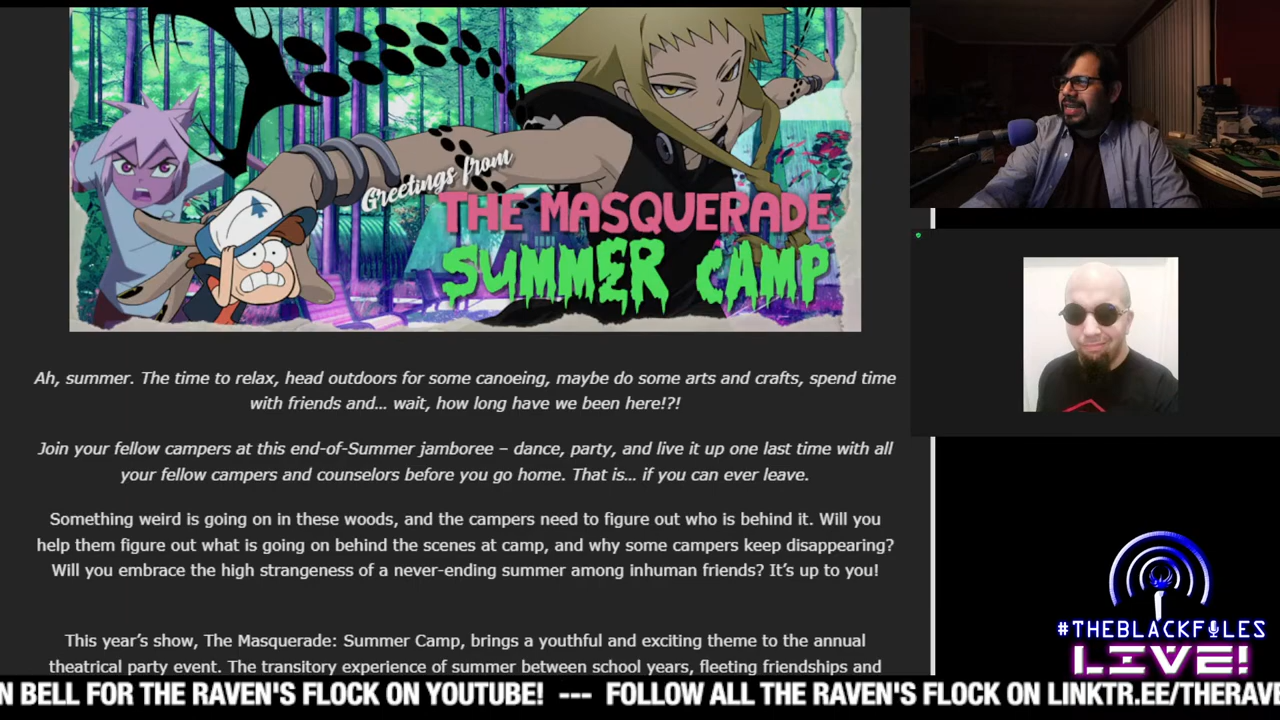 Greetings from
THE MASQUERADE
SUMMER CAMP
Ah, summer. The time to relax, head outdoors for some canoeing, maybe do some arts and crafts, spend time
with friends and… wait, how long have we been here!?!
Join your fellow campers at this end-of-Summer jamboree – dance, party, and live it up one last time with all
your fellow campers and counselors before you go home. That is… if you can ever leave.
Something weird is going on in these woods, and the campers need to figure out who is behind it. Will you
help them figure out what is going on behind the scenes at camp, and why some campers keep disappearing?
Will you embrace the high strangeness of a never-ending summer among inhuman friends? It’s up to you!
This year’s show, The Masquerade: Summer Camp, brings a youthful and exciting theme to the annual
theatrical party event. The transitory experience of summer between school years, fleeting friendships and
#THEBLACKFILES
LIVE!
N BELL FOR THE RAVEN'S FLOCK ON YOUTUBE! --- FOLLOW ALL THE RAVEN'S FLOCK ON LINKTR.EE/THERAVE